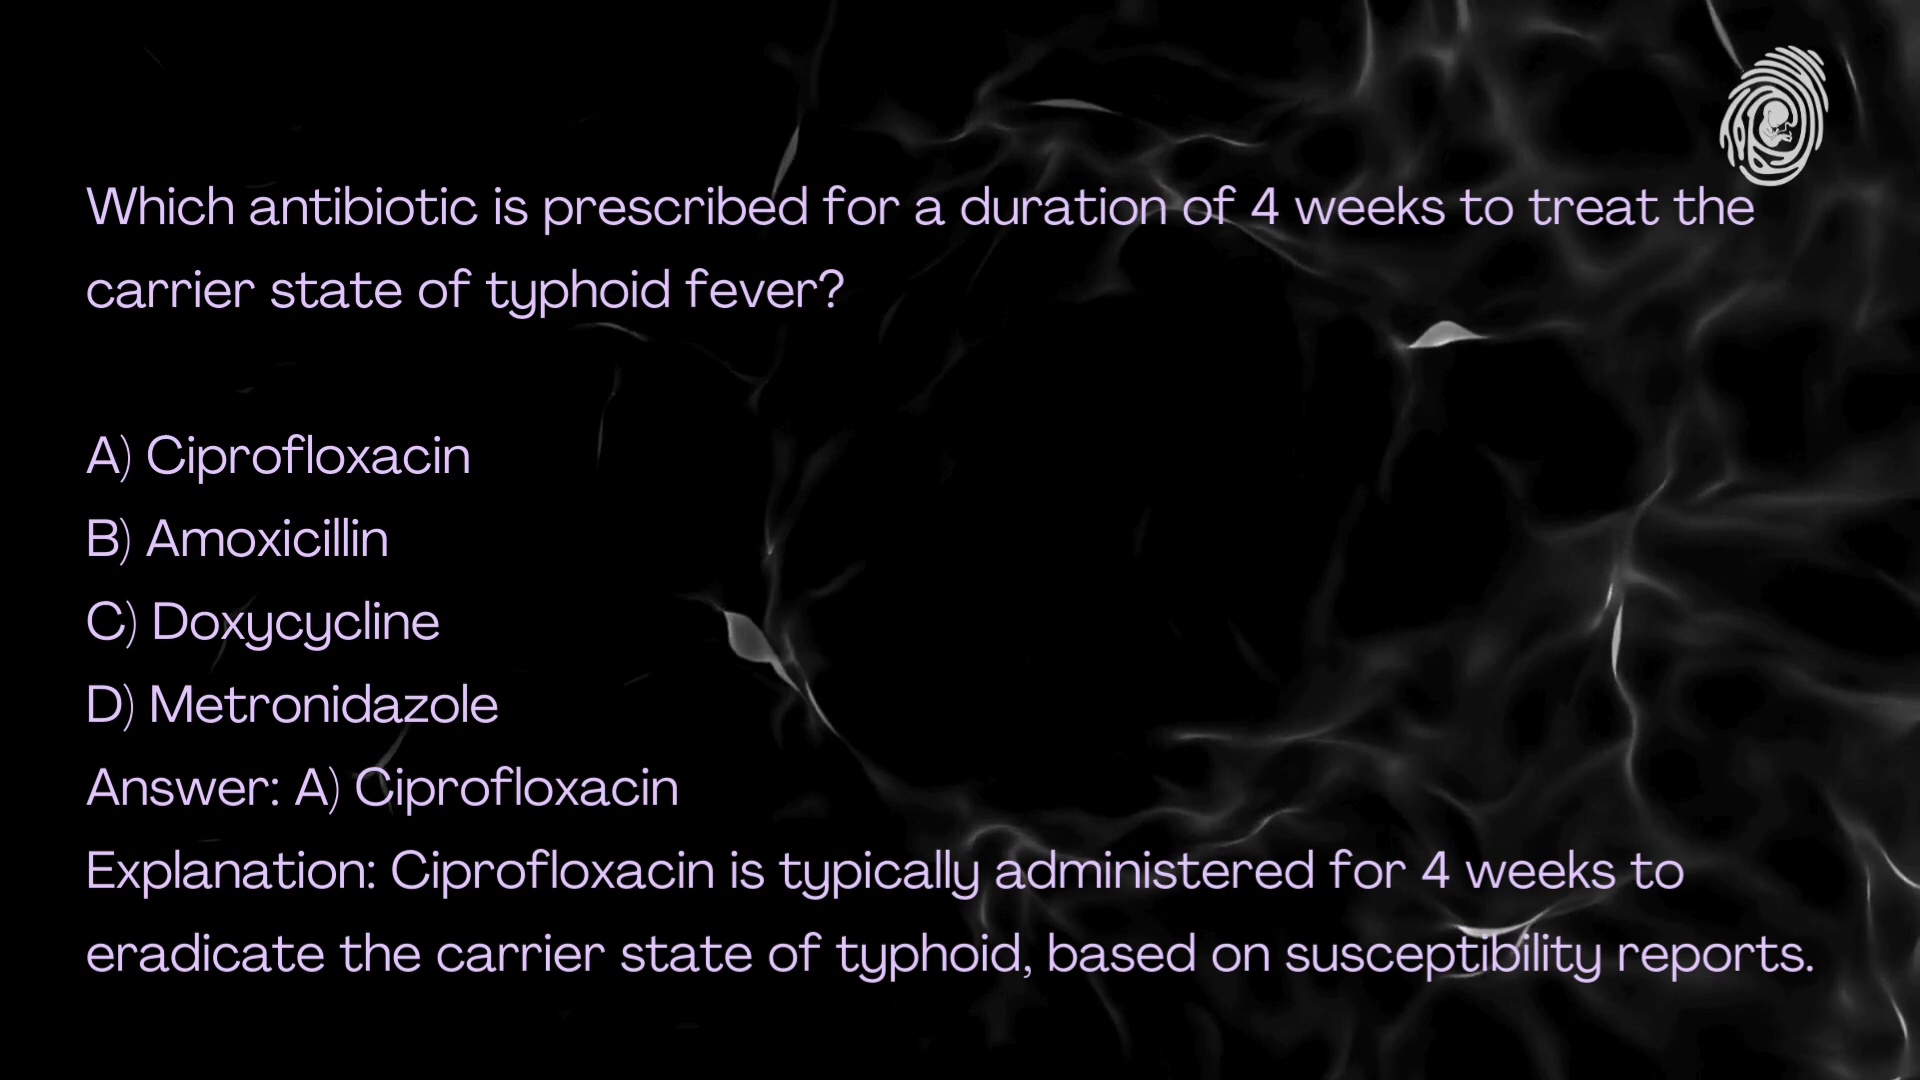 Which antibiotic is prescribed for a duration of 4 weeks to treat the
carrier state of typhoid fever?
A) Ciprofloxacin
B) Amoxicillin
C) Doxycycline
D) Metronidazole
Answer: A) Ciprofloxacin
Explanation: Ciprofloxacin is typically administered for 4 weeks to
eradicate the carrier state of typhoid, based on susceptibility reports.